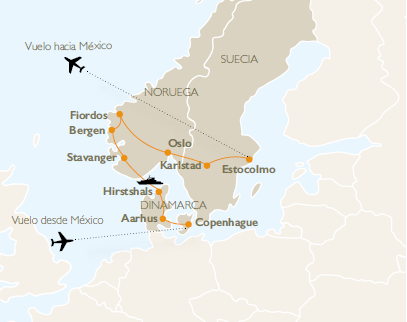 Vuelo hacia México
SUECIA
NORUEGA
Fiordos
Bergen
Oslo
Stavanger
Karlstad
Estocolmo
Hirstshals
DINAMARCA
Aarhus
Copenhague
Vuelo desde México